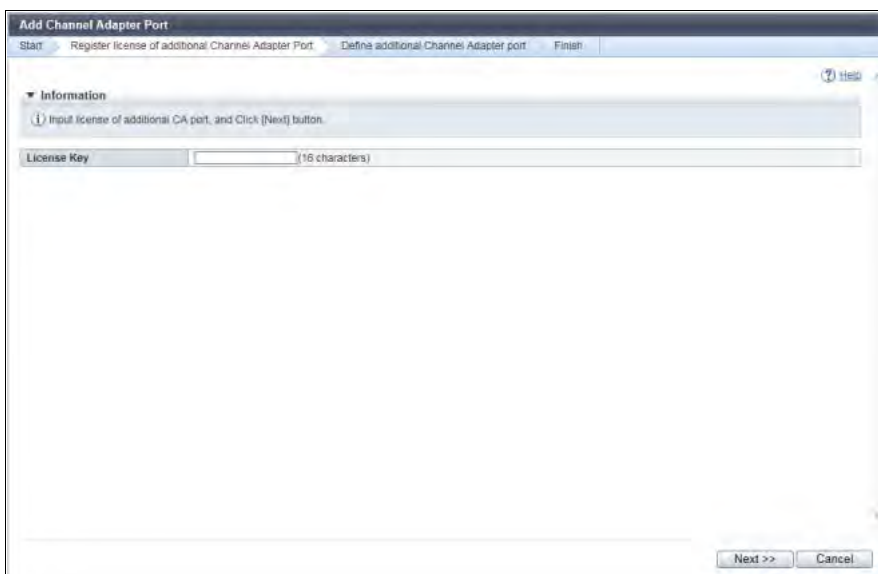 Add Channel Adapter Port
Start Register license of additional Channel Adapter Port Define additional Channel Adapter port Finish
? Help
Information
i Input license of additional CA port, and Click [Next] button.
License Key (16 characters)
Next >> Cancel